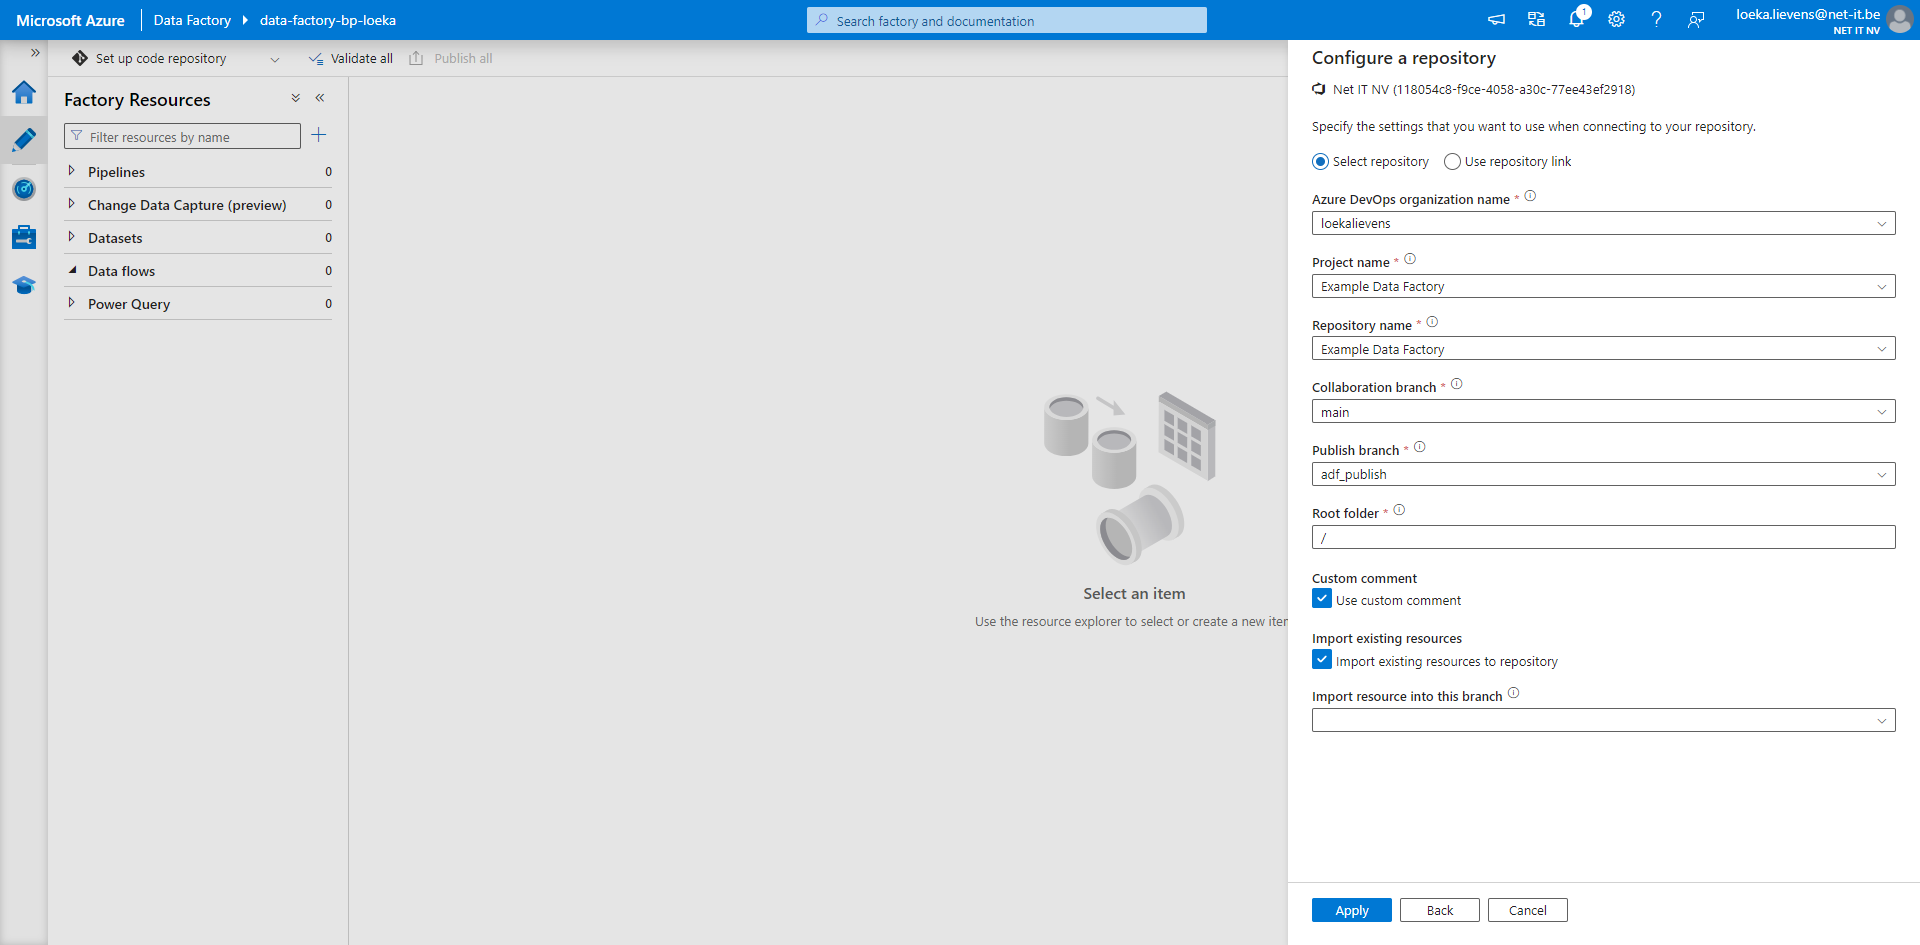 Microsoft Azure Data Factory data-factory-bp-loeka
Search factory and documentation
1
loeka.lievens@net-it.be
NET IT NV
Set up code repository Validate all Publish all
Factory Resources
Filter resources by name
Pipelines 0
Change Data Capture (preview) 0
Datasets 0
Data flows 0
Power Query 0
Select an item
Use the resource explorer to select or create a new iter
Configure a repository
Net IT NV (118054c8-f9ce-4058-a30c-77ee43ef2918)
Specify the settings that you want to use when connecting to your repository.
Select repository Use repository link
Azure DevOps organization name *
loekalievens
Project name *
Example Data Factory
Repository name *
Example Data Factory
Collaboration branch *
main
Publish branch *
adf_publish
Root folder *
/
Custom comment
Use custom comment
Import existing resources
Import existing resources to repository
Import resource into this branch
Apply Back Cancel